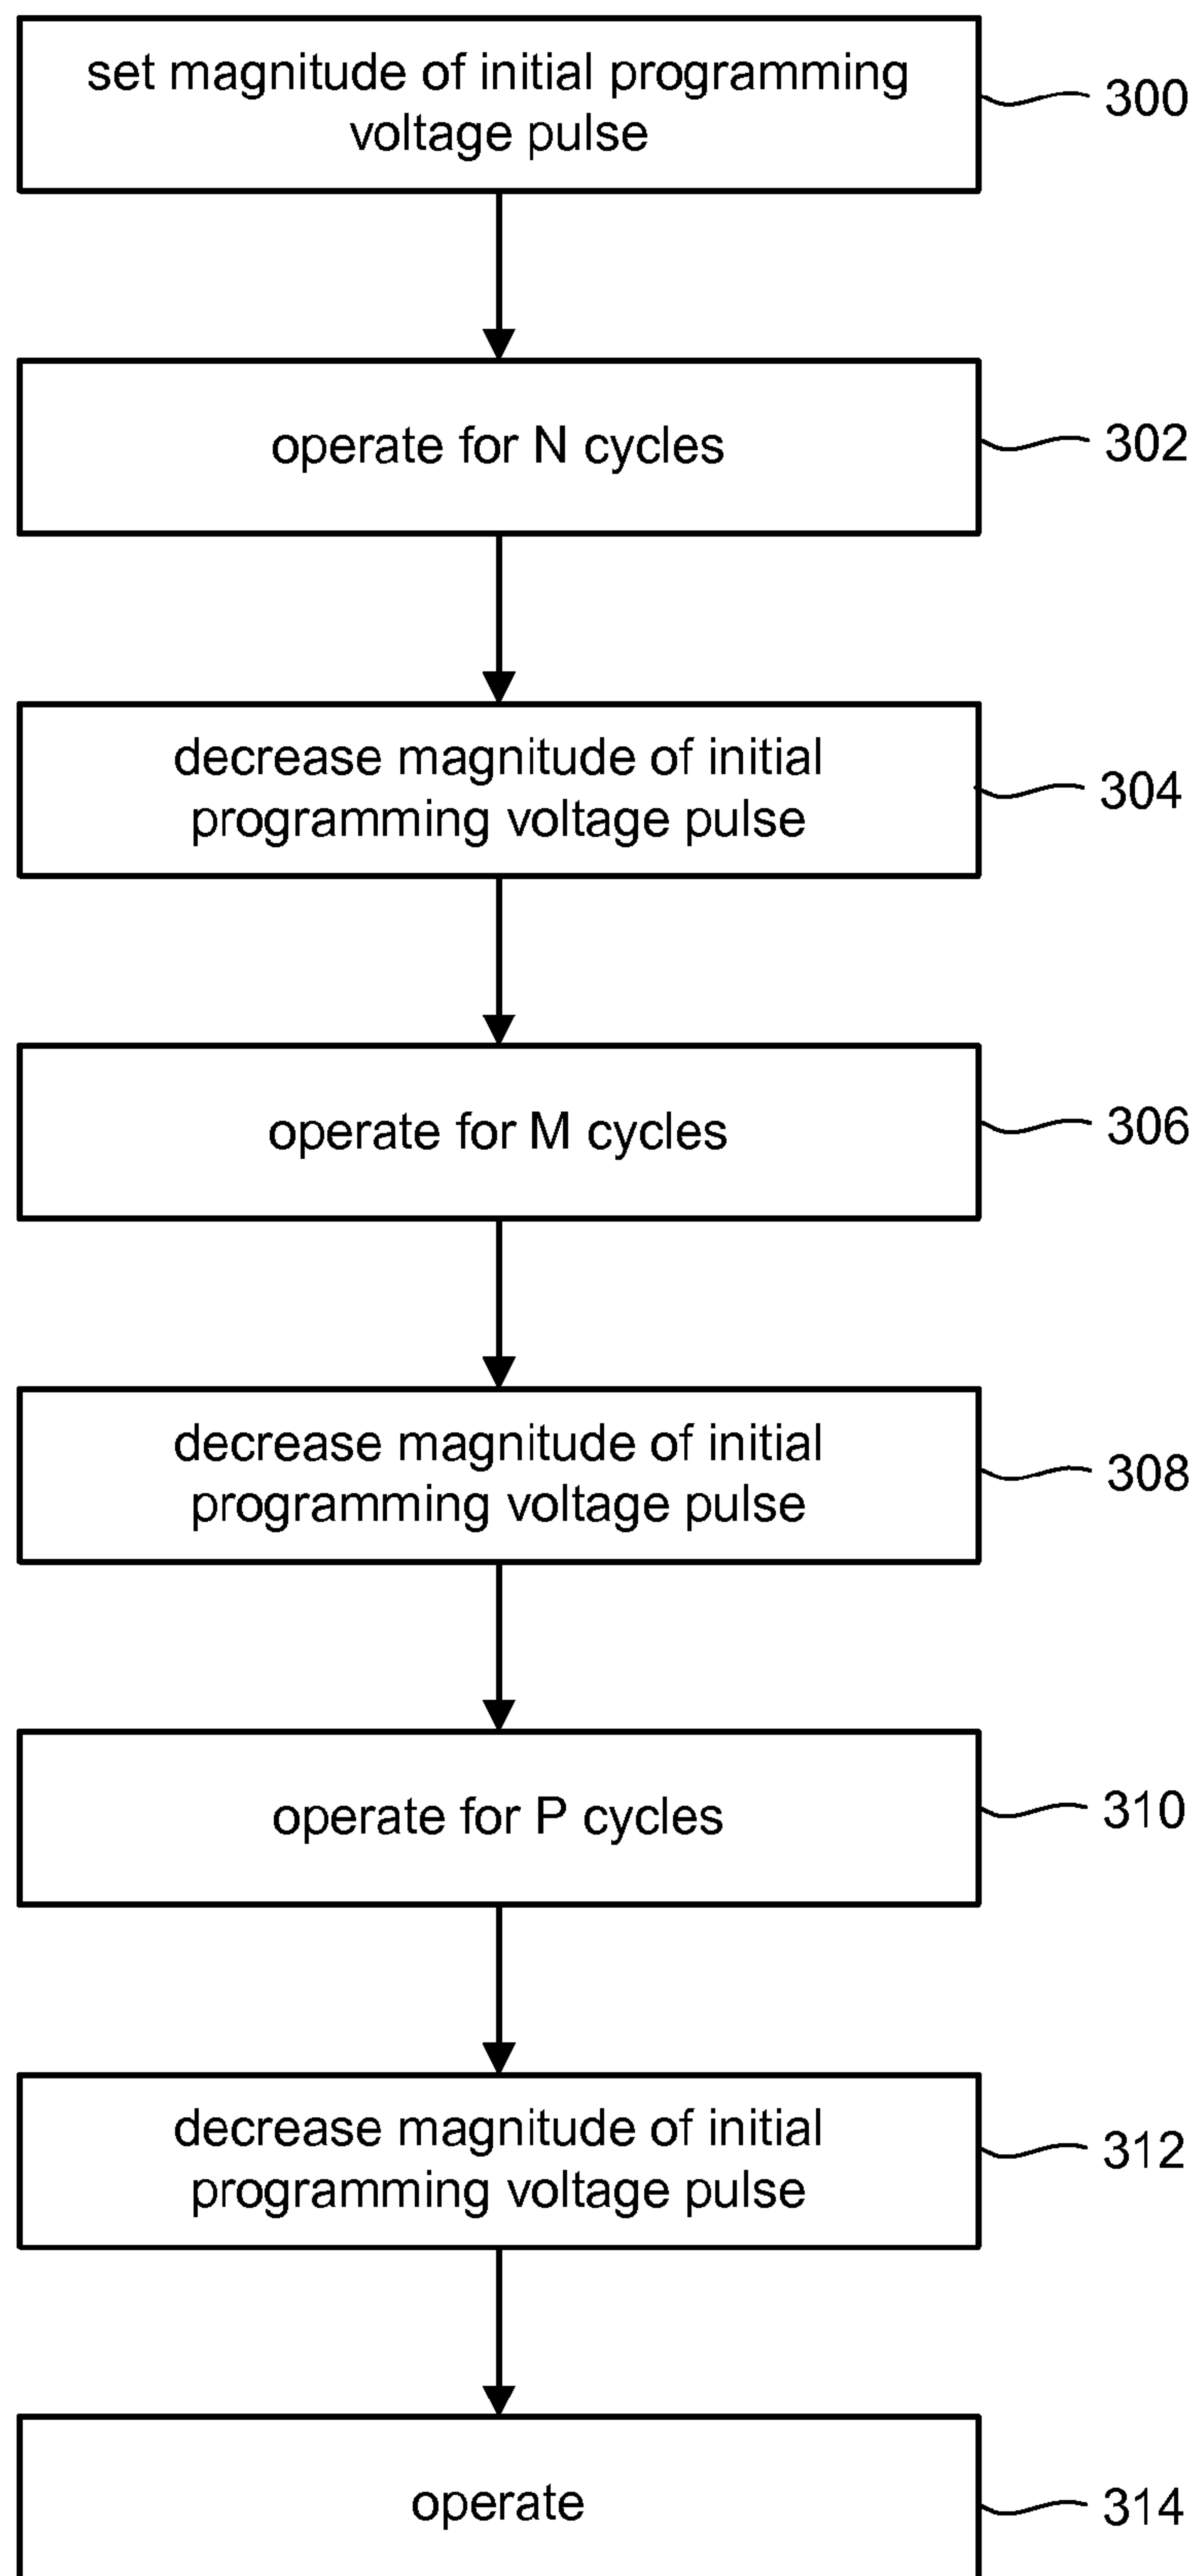 set magnitude of initial programming
voltage pulse
300
operate for N cycles
302
decrease magnitude of initial
programming voltage pulse
304
operate for M cycles
306
decrease magnitude of initial
programming voltage pulse
308
operate for P cycles
310
decrease magnitude of initial
programming voltage pulse
312
operate
314